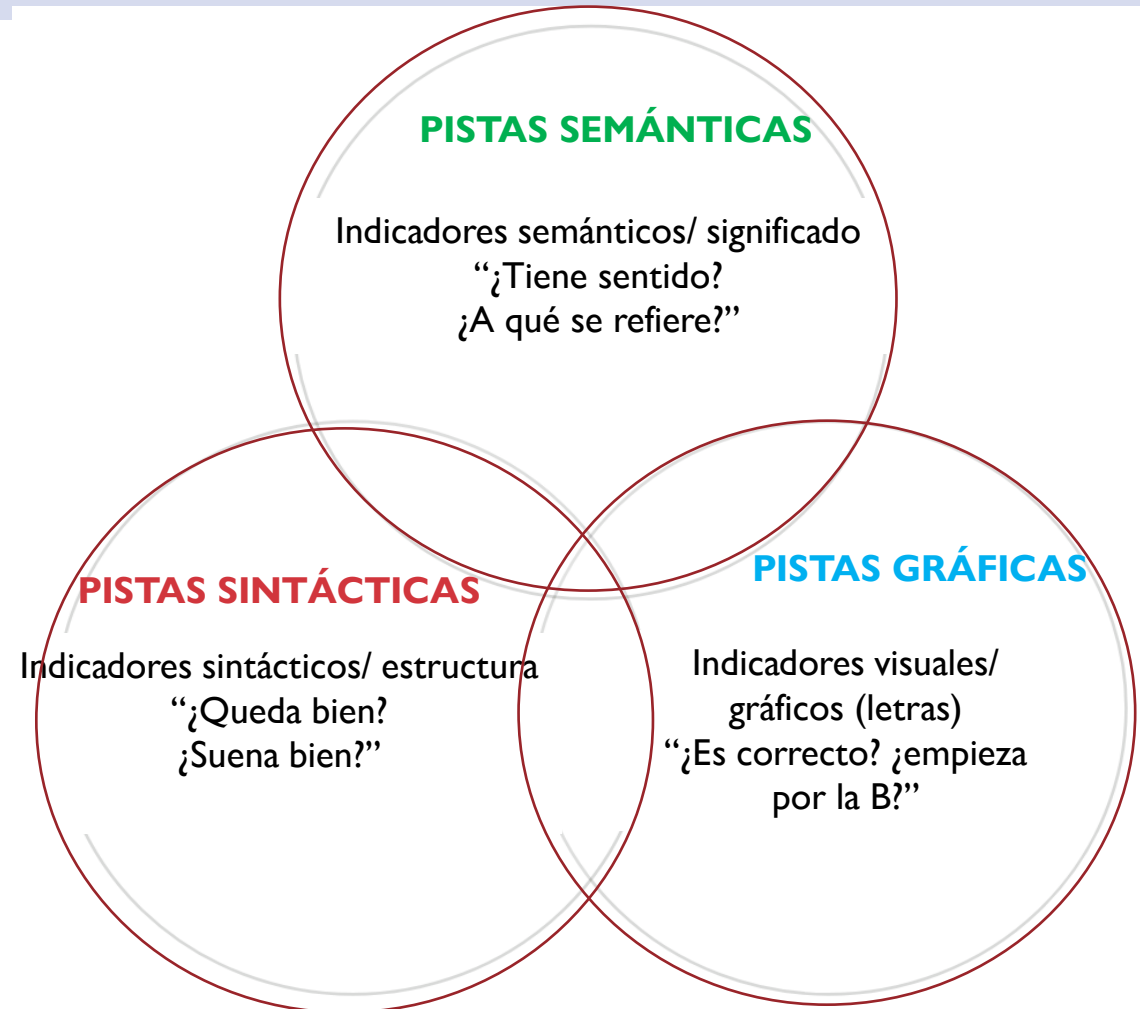 PISTAS SEMÁNTICAS
Indicadores semánticos/ significado
“¿Tiene sentido?
¿A qué se refiere?”
PISTAS SINTÁCTICAS
Indicadores sintácticos/ estructura
“¿Queda bien?
¿Suena bien?”
PISTAS GRÁFICAS
Indicadores visuales/
gráficos (letras)
“¿Es correcto? ¿empieza
por la B?”